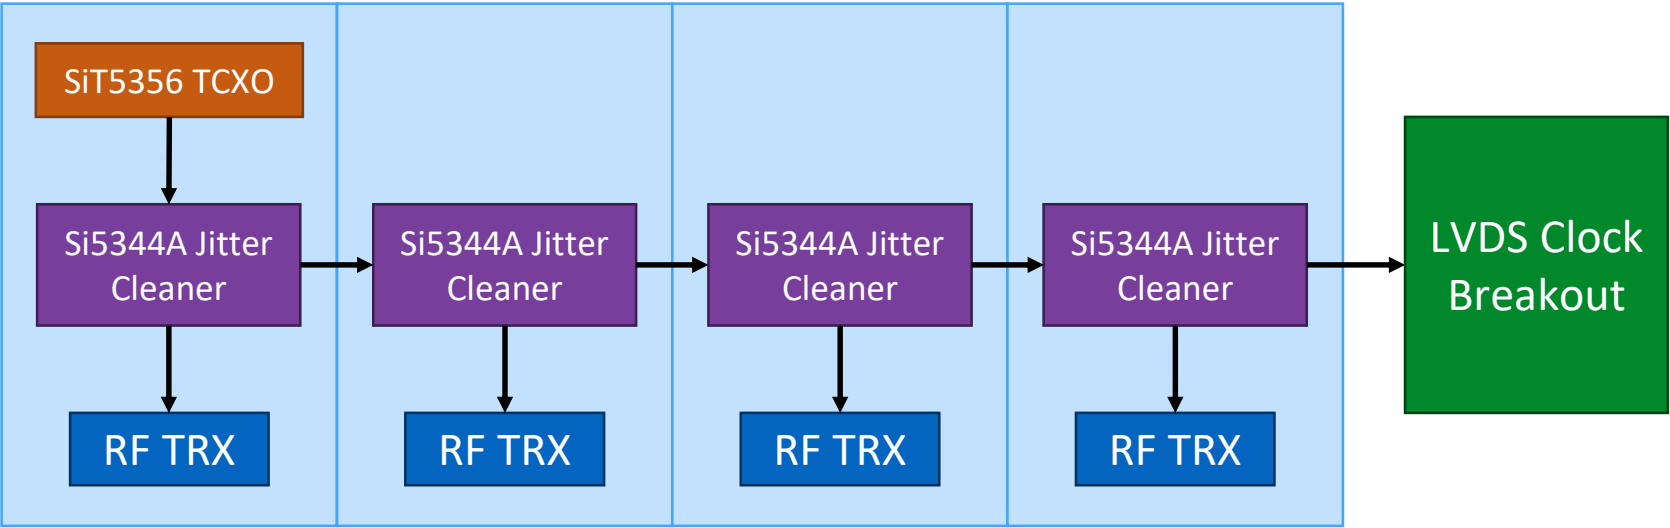 SiT5356 TCXO
Si5344A Jitter
Cleaner
Si5344A Jitter
Cleaner
Si5344A Jitter
Cleaner
Si5344A Jitter
Cleaner
LVDS Clock
Breakout
RF TRX
RF TRX
RF TRX
RF TRX